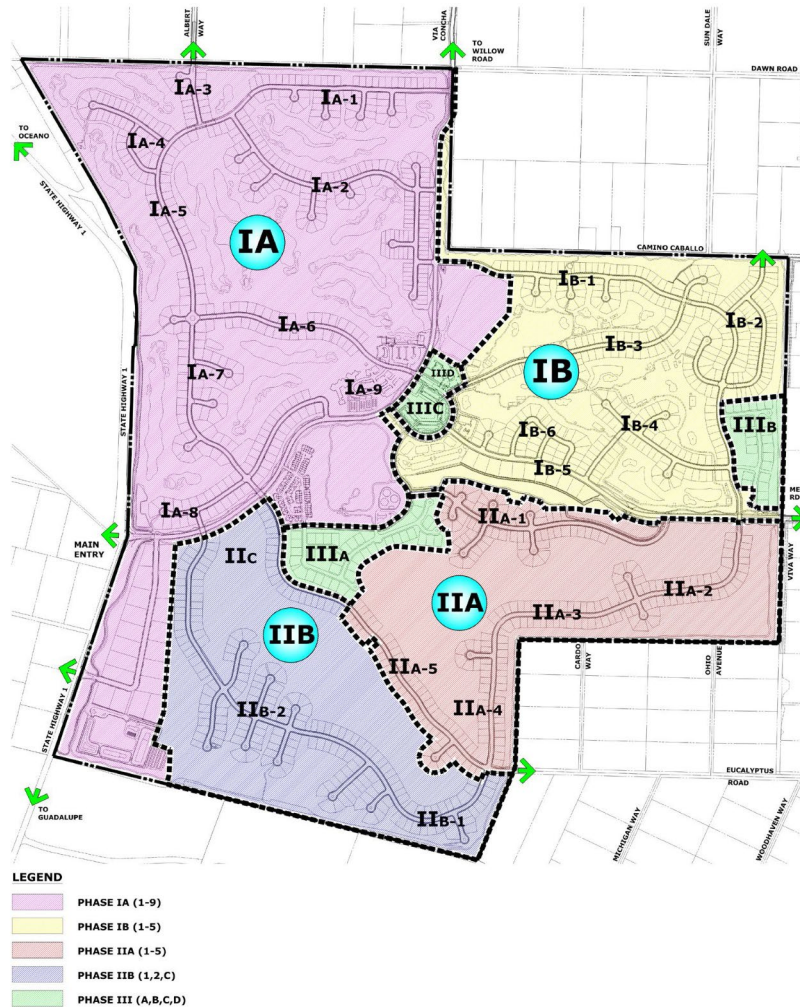 ALBERT
WAY
VIA
CONCHA
SUN DALE
WAY
TO
WILLOW
ROAD
DAWN ROAD
IA-3
IA-1
TO
OCEANO
IA-4
IA-2
STATE HIGHWAY 1
IA-5
IA
CAMINO CABALLO
IB-1
IB-2
IA-6
IB-3
IA-7
IIID
IB
IA-9
IIIC
STATE HIGHWAY 1
IB-4
IB-6
IIIB
IB-5
IA-8
IIA-1
ME
RD
MAIN
ENTRY
IIC
IIIA
VIVA WAY
IIA-2
IIA
IIA-3
IIB
CARDO
WAY
OHIO
AVENUE
IIA-5
IIB-2
IIA-4
STATE HIGHWAY 1
EUCALYPTUS
ROAD
TO
GUADALUPE
IIB-1
MICHIGAN WAY
WOODHAVEN WAY
LEGEND
PHASE IA (1-9)
PHASE IB (1-5)
PHASE IIA (1-5)
PHASE IIB (1,2,C)
PHASE III (A,B,C,D)